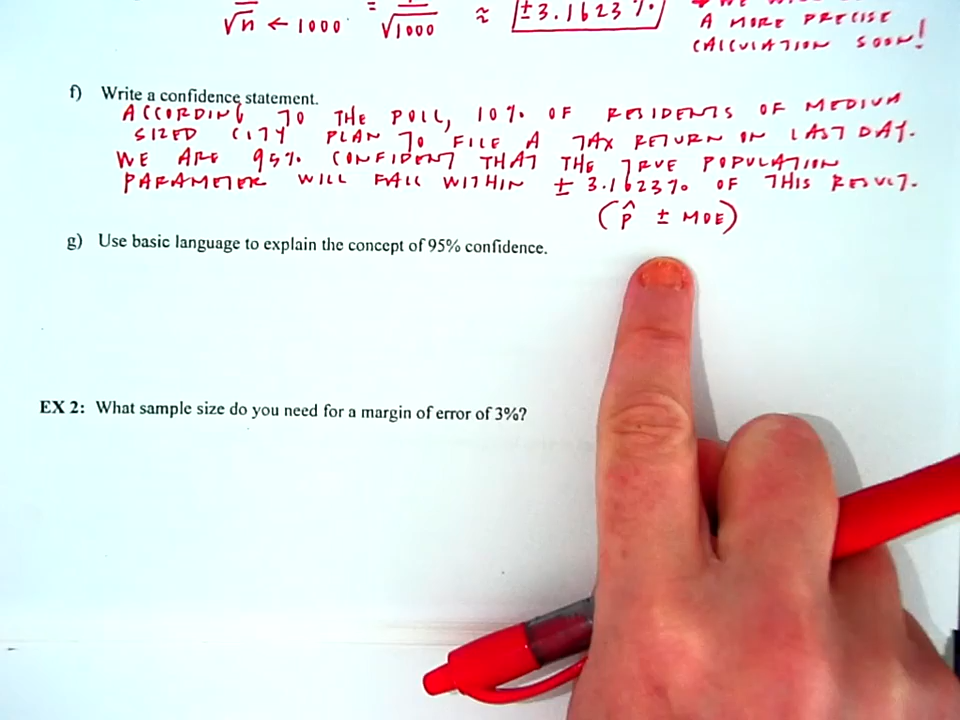 √n ← 1000 = √1000 ≈ ±3.1623%
A MORE PRECISE
CALCULATION SOON!
f) Write a confidence statement.
ACCORDING TO THE POLL, 10% OF RESIDENTS OF MEDIUM
SIZED CITY PLAN TO FILE A TAX RETURN ON LAST DAY.
WE ARE 95% CONFIDENT THAT THE TRUE POPULATION
PARAMETER WILL FALL WITHIN ± 3.1623% OF THIS RESULT.
(p̂ ± MOE)
g) Use basic language to explain the concept of 95% confidence.
EX 2: What sample size do you need for a margin of error of 3%?